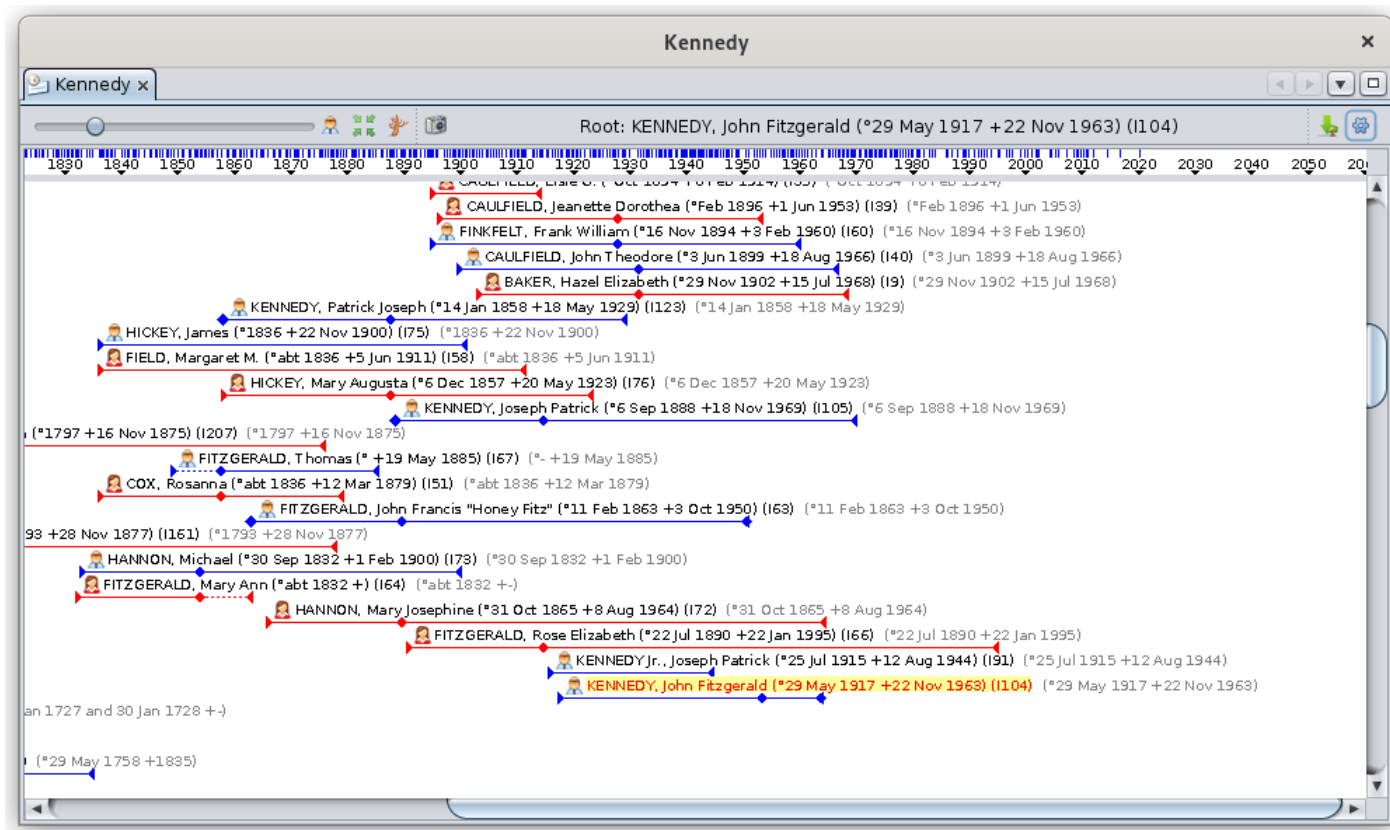 Kennedy
Kennedy
Root: KENNEDY, John Fitzgerald (°29 May 1917 +22 Nov 1963) (I104)
1830 1840 1850 1860 1870 1880 1890 1900 1910 1920 1930 1940 1950 1960 1970 1980 1990 2000 2010 2020 2030 2040 2050
CAULFIELD, Elsie G. (°Oct 1894 +6 Feb 1914) (I35) (°Oct 1894 +6 Feb 1914)
CAULFIELD, Jeanette Dorothea (°Feb 1896 +1 Jun 1953) (I39) (°Feb 1896 +1 Jun 1953)
FINKFELT, Frank William (°16 Nov 1894 +3 Feb 1960) (I60) (°16 Nov 1894 +3 Feb 1960)
CAULFIELD, John Theodore (°3 Jun 1899 +18 Aug 1966) (I40) (°3 Jun 1899 +18 Aug 1966)
BAKER, Hazel Elizabeth (°29 Nov 1902 +15 Jul 1968) (I9) (°29 Nov 1902 +15 Jul 1968)
KENNEDY, Patrick Joseph (°14 Jan 1858 +18 May 1929) (I123) (°14 Jan 1858 +18 May 1929)
HICKEY, James (°1836 +22 Nov 1900) (I75) (°1836 +22 Nov 1900)
FIELD, Margaret M. (°abt 1836 +5 Jun 1911) (I58) (°abt 1836 +5 Jun 1911)
HICKEY, Mary Augusta (°6 Dec 1857 +20 May 1923) (I76) (°6 Dec 1857 +20 May 1923)
KENNEDY, Joseph Patrick (°6 Sep 1888 +18 Nov 1969) (I105) (°6 Sep 1888 +18 Nov 1969)
(°1797 +16 Nov 1875) (I207) (°1797 +16 Nov 1875)
FITZGERALD, Thomas (° +19 May 1885) (I67) (°- +19 May 1885)
COX, Rosanna (°abt 1836 +12 Mar 1879) (I51) (°abt 1836 +12 Mar 1879)
FITZGERALD, John Francis "Honey Fitz" (°11 Feb 1863 +3 Oct 1950) (I63) (°11 Feb 1863 +3 Oct 1950)
93 +28 Nov 1877) (I161) (°1793 +28 Nov 1877)
HANNON, Michael (°30 Sep 1832 +1 Feb 1900) (I73) (°30 Sep 1832 +1 Feb 1900)
FITZGERALD, Mary Ann (°abt 1832 +) (I64) (°abt 1832 +-)
HANNON, Mary Josephine (°31 Oct 1865 +8 Aug 1964) (I72) (°31 Oct 1865 +8 Aug 1964)
FITZGERALD, Rose Elizabeth (°22 Jul 1890 +22 Jan 1995) (I66) (°22 Jul 1890 +22 Jan 1995)
KENNEDY Jr., Joseph Patrick (°25 Jul 1915 +12 Aug 1944) (I91) (°25 Jul 1915 +12 Aug 1944)
KENNEDY, John Fitzgerald (°29 May 1917 +22 Nov 1963) (I104) (°29 May 1917 +22 Nov 1963)
an 1727 and 30 Jan 1728 +-)
(°29 May 1758 +1835)